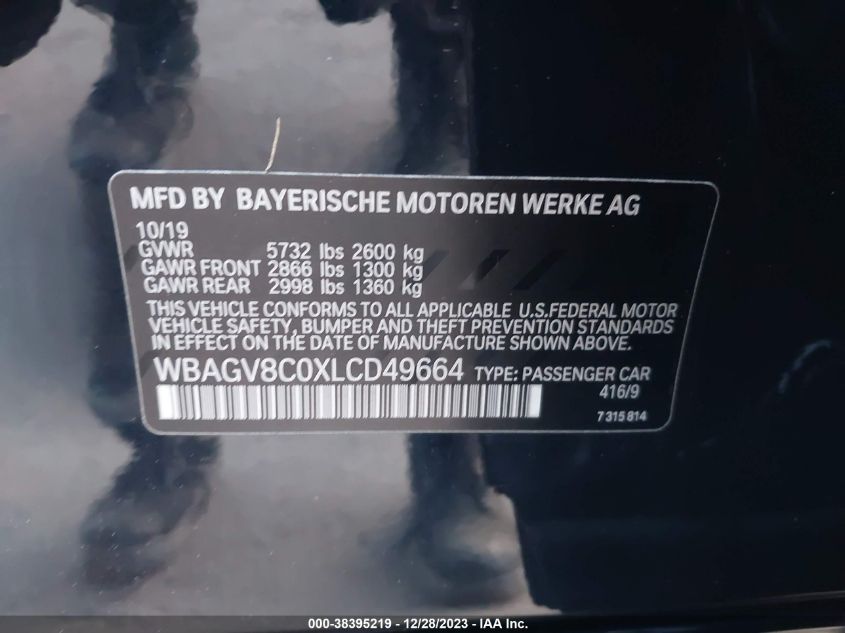 MFD BY BAYERISCHE MOTOREN WERKE AG
10/19
GVWR 5732 lbs 2600 kg
GAWR FRONT 2866 lbs 1300 kg
GAWR REAR 2998 lbs 1360 kg
THIS VEHICLE CONFORMS TO ALL APPLICABLE U.S.FEDERAL MOTOR
VEHICLE SAFETY, BUMPER AND THEFT PREVENTION STANDARDS
IN EFFECT ON THE DATE OF MANUFACTURE SHOWN ABOVE.
WBAGV8C0XLCD49664 TYPE: PASSENGER CAR
416/9
7 315 814
000-38395219 - 12/28/2023 - IAA Inc.